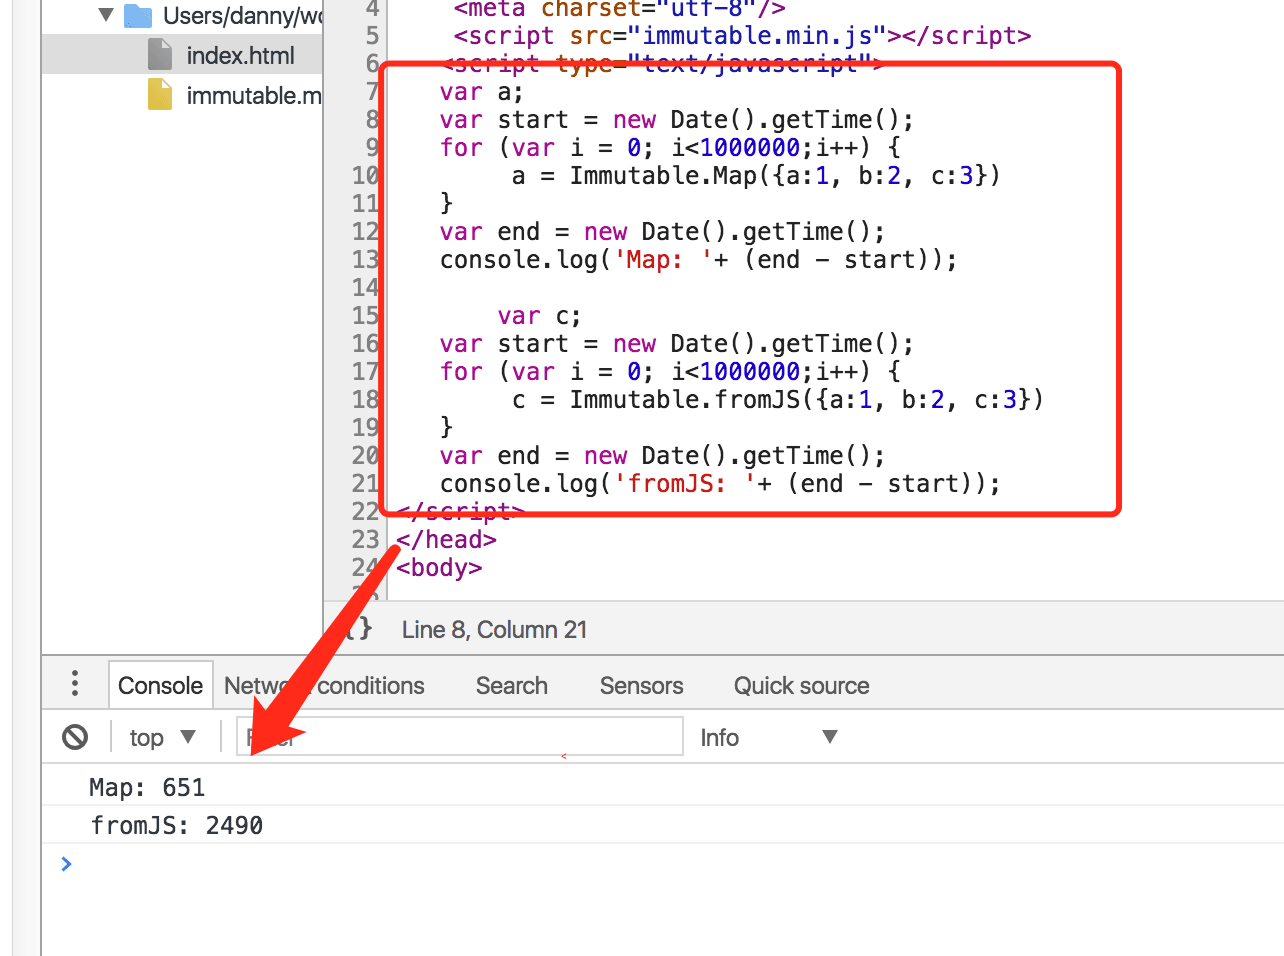 Users/danny/wo
index.html
immutable.m
4 <meta charset="utf-8"/>
5 <script src="immutable.min.js"></script>
6 <script type="text/javascript">
7 var a;
8 var start = new Date().getTime();
9 for (var i = 0; i<1000000;i++) {
10 a = Immutable.Map({a:1, b:2, c:3})
11 }
12 var end = new Date().getTime();
13 console.log('Map: '+ (end - start));
14
15 var c;
16 var start = new Date().getTime();
17 for (var i = 0; i<1000000;i++) {
18 c = Immutable.fromJS({a:1, b:2, c:3})
19 }
20 var end = new Date().getTime();
21 console.log('fromJS: '+ (end - start));
22 </script>
23 </head>
24 <body>
{} Line 8, Column 21
Console Network conditions Search Sensors Quick source
top Filter Info
<
Map: 651
fromJS: 2490
>